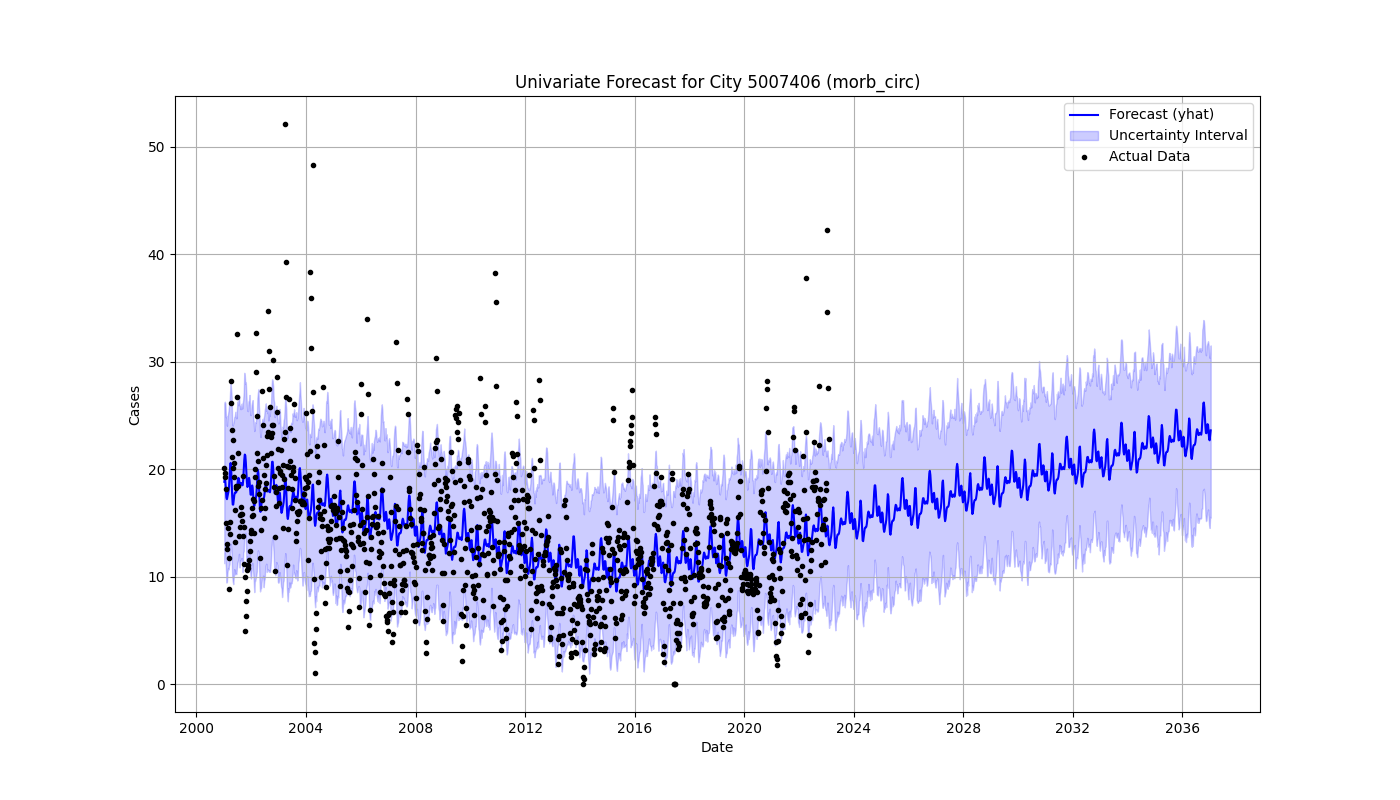 Univariate Forecast for City 5007406 (morb_circ)
Forecast (yhat)
Uncertainty Interval
Actual Data
Cases
50
40
30
20
10
0
2000 2004 2008 2012 2016 2020 2024 2028 2032 2036
Date